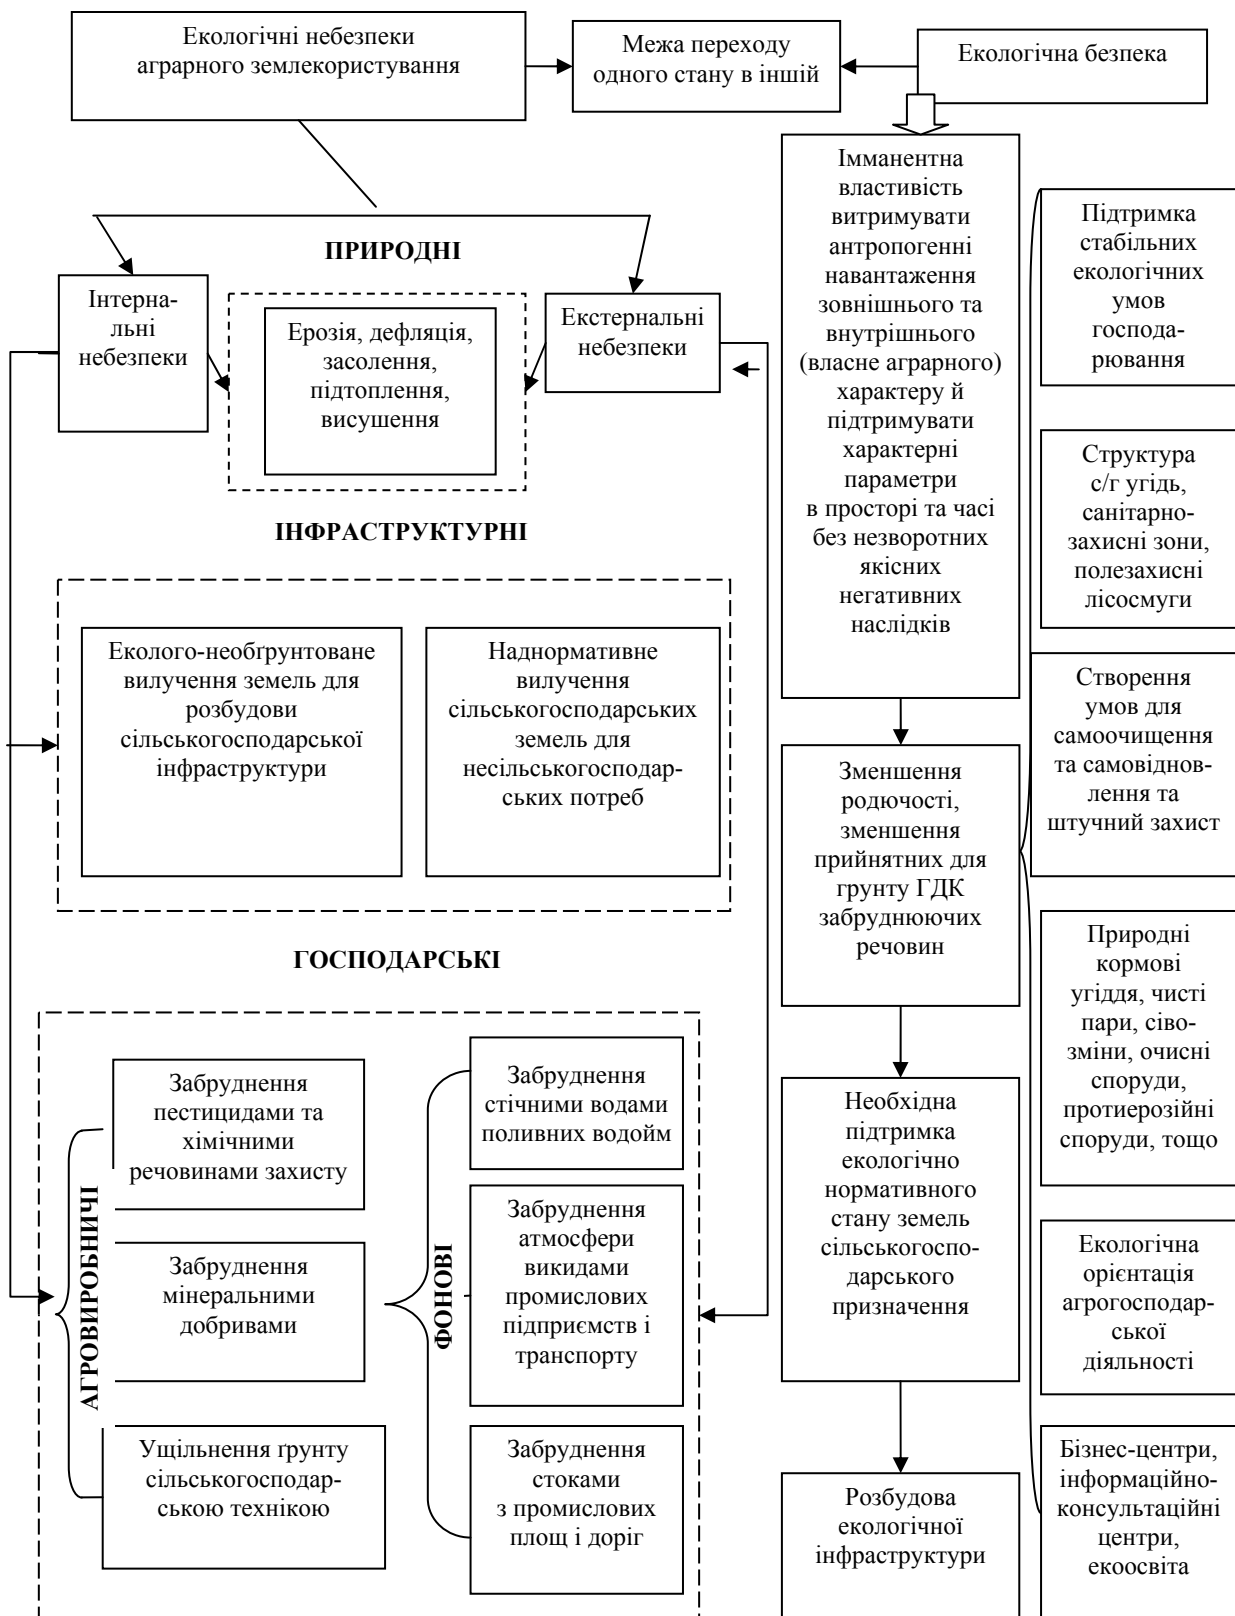 Екологічні небезпеки
аграрного землекористування
Межа переходу
одного стану в іншій
Екологічна безпека
Імманентна
властивість
витримувати
антропогенні
навантаження
зовнішнього та
внутрішнього
(власне аграрного)
характеру й
підтримувати
характерні
параметри
в просторі та часі
без незворотних
якісних
негативних
наслідків
Підтримка
стабільних
екологічних
умов
господа-
рювання
ПРИРОДНІ
Інтерна-
льні
небезпеки
Ерозія, дефляція,
засолення,
підтоплення,
висушення
Екстернальні
небезпеки
Структура
с/г угідь,
санітарно-
захисні зони,
полезахисні
лісосмуги
ІНФРАСТРУКТУРНІ
Еколого-необґрунтоване
вилучення земель для
розбудови
сільськогосподарської
інфраструктури
Наднормативне
вилучення
сільськогосподарських
земель для
несільськогосподар-
ських потреб
Створення
умов для
самоочищення
та самовіднов-
лення та
штучний захист
Зменшення
родючості,
зменшення
прийнятних для
грунту ГДК
забруднюючих
речовин
Природні
кормові
угіддя, чисті
пари, сіво-
зміни, очисні
споруди,
протиерозійні
споруди, тощо
ГОСПОДАРСЬКІ
АГРОВИРОБНИЧІ
Забруднення
пестицидами та
хімічними
речовинами захисту
Забруднення
мінеральними
добривами
Ущільнення ґрунту
сільськогосподар-
ською технікою
ФОНОВІ
Забруднення
стічними водами
поливних водойм
Забруднення
атмосфери
викидами
промислових
підприємств і
транспорту
Забруднення
стоками
з промислових
площ і доріг
Необхідна
підтримка
екологічно
нормативного
стану земель
сільськогоспо-
дарського
призначення
Екологічна
орієнтація
агрогосподар-
ської
діяльності
Розбудова
екологічної
інфраструктури
Бізнес-центри,
інформаційно-
консультаційні
центри,
екоосвіта